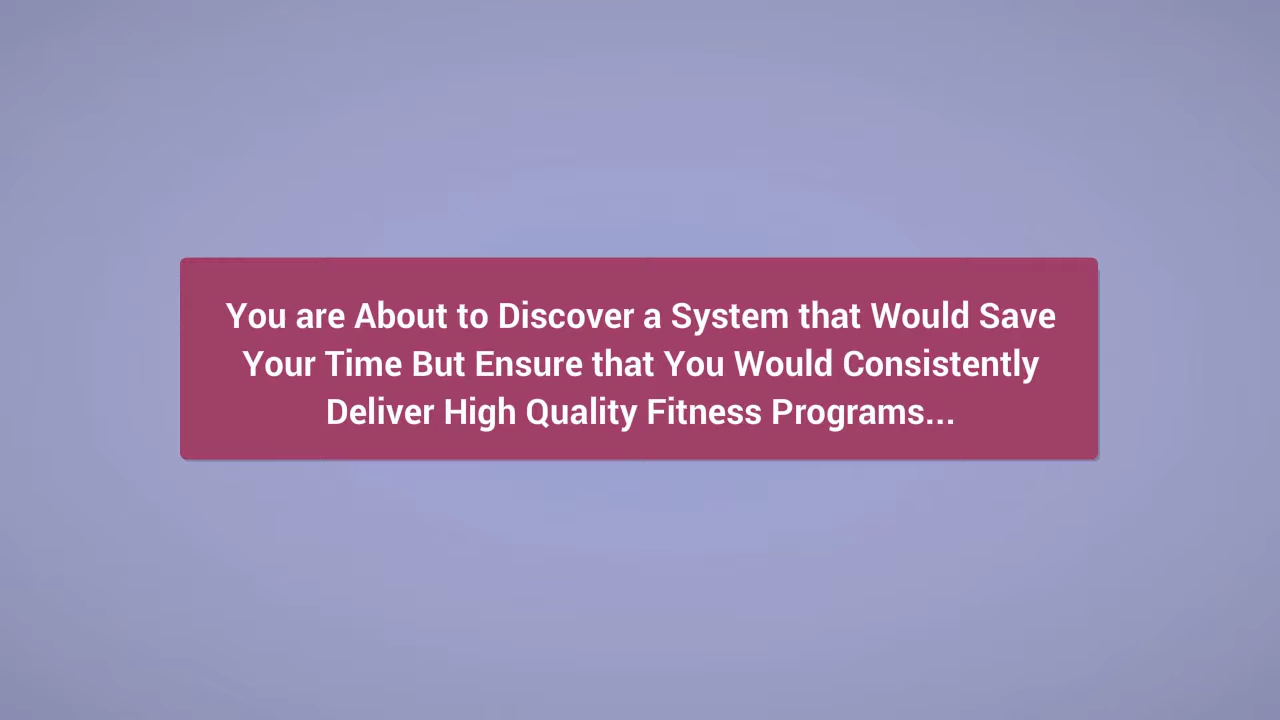 You are About to Discover a System that Would Save
Your Time But Ensure that You Would Consistently
Deliver High Quality Fitness Programs...